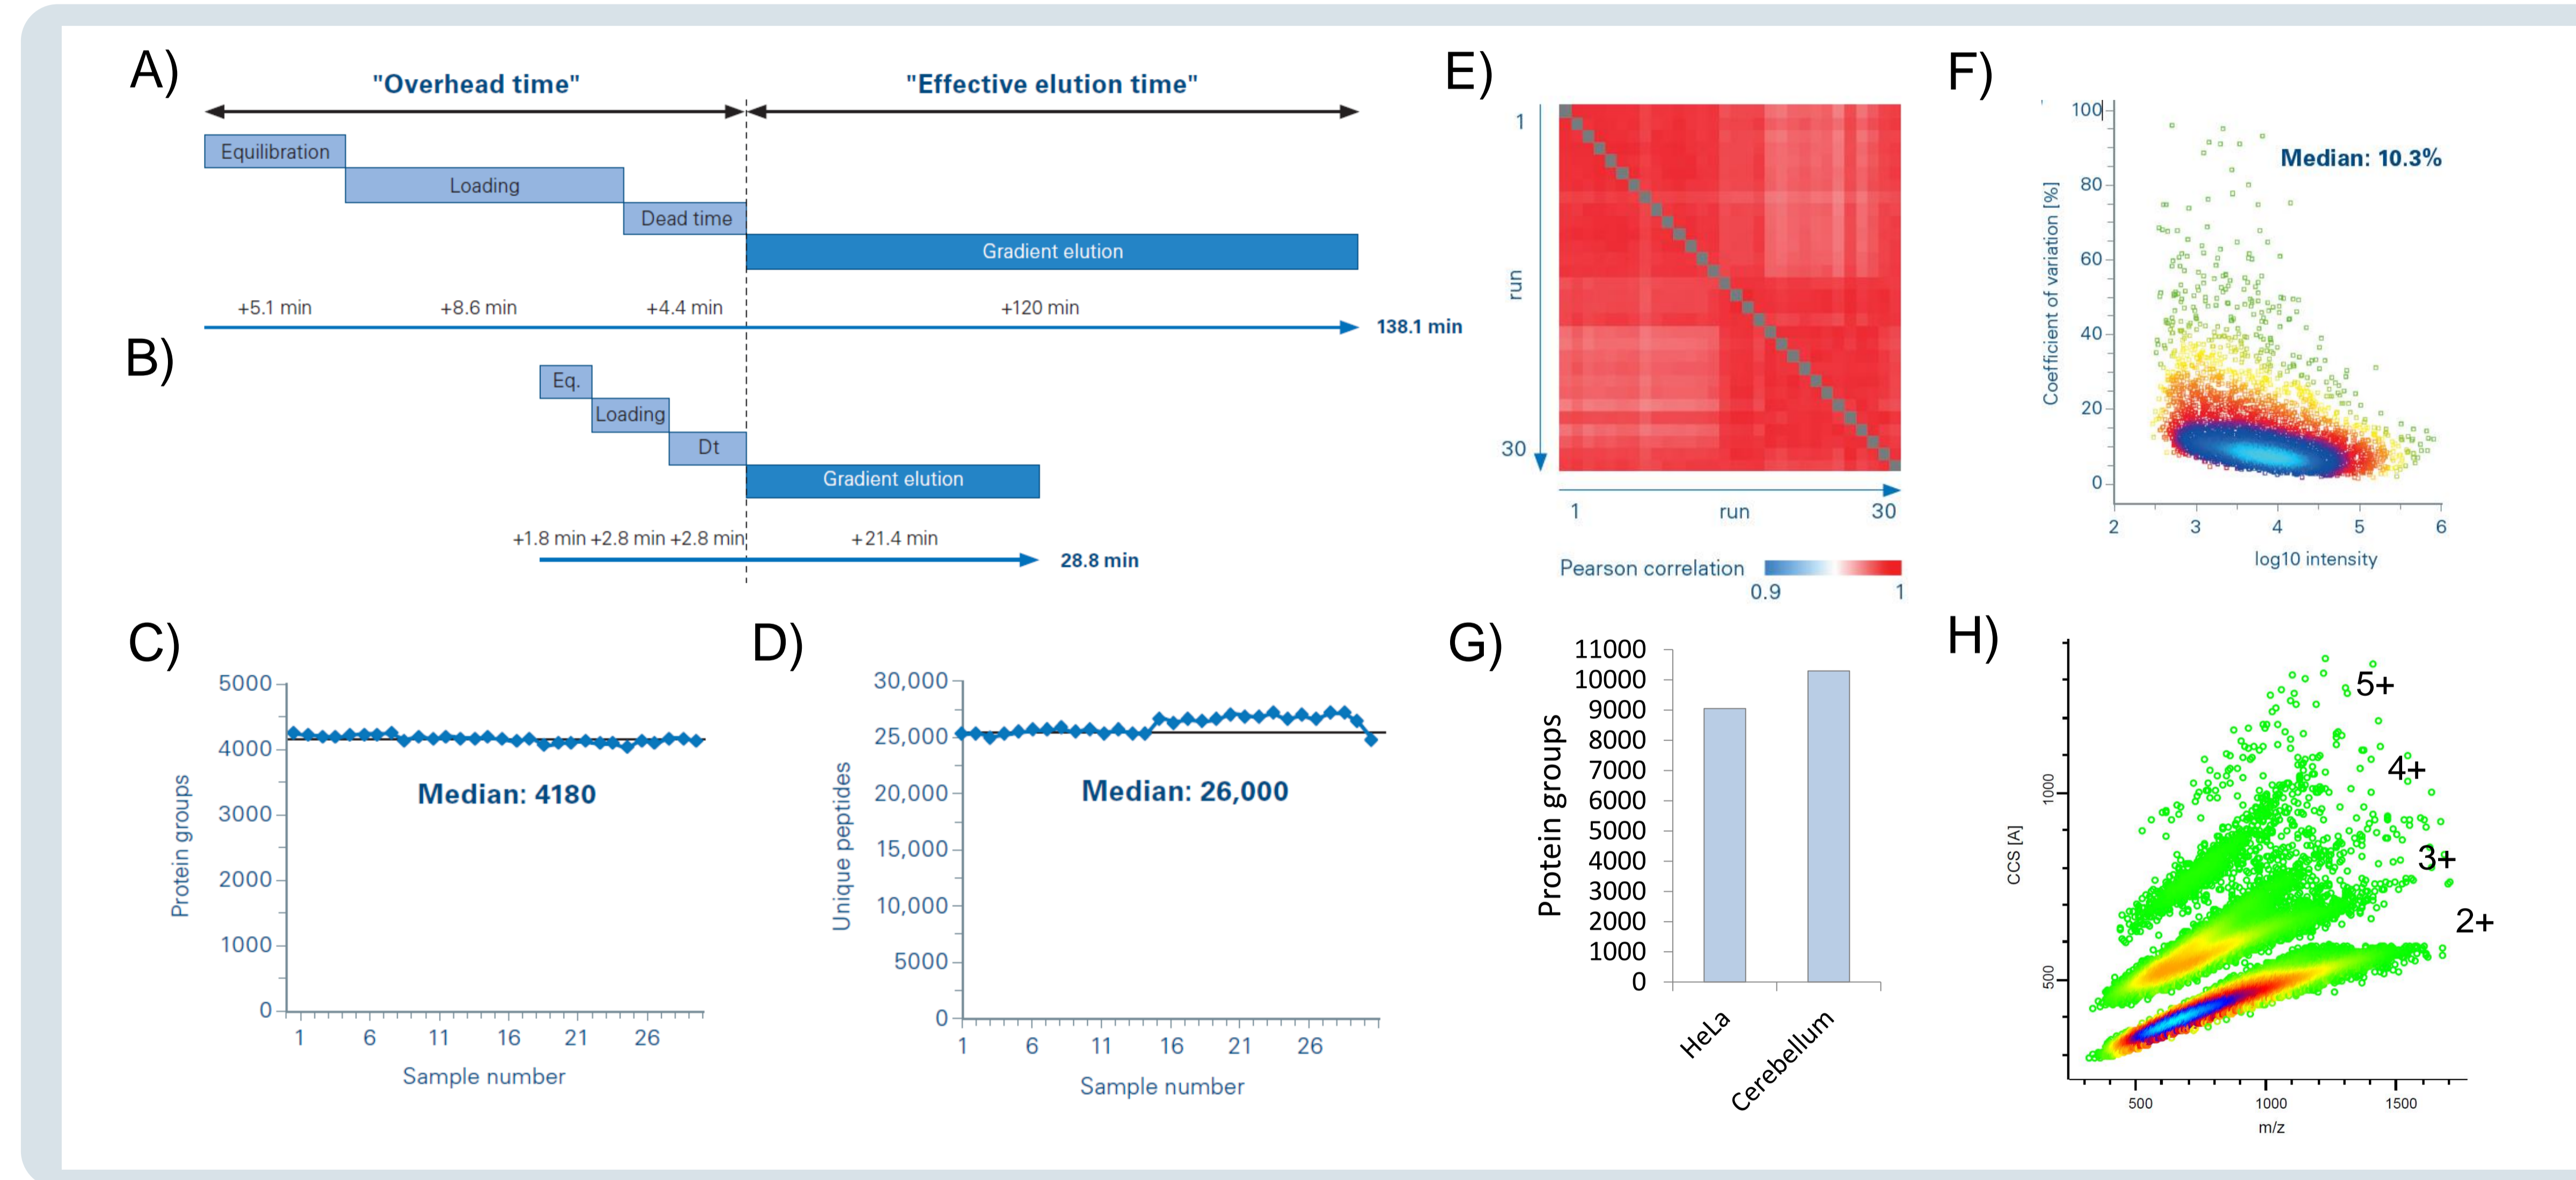 A)
"Overhead time"
"Effective elution time"
Equilibration
Loading
Dead time
Gradient elution
+5.1 min
+8.6 min
+4.4 min
+120 min
138.1 min
B)
Eq.
Loading
Dt
Gradient elution
+1.8 min +2.8 min +2.8 min
+21.4 min
28.8 min
C)
Protein groups
5000
4000
3000
2000
1000
0
Median: 4180
1 6 11 16 21 26
Sample number
D)
Unique peptides
30,000
25,000
20,000
15,000
10,000
5000
0
Median: 26,000
1 6 11 16 21 26
Sample number
E)
1
run
30
1 run 30
Pearson correlation
0.9 1
F)
Coefficient of variation [%]
100
80
60
40
20
0
Median: 10.3%
2 3 4 5 6
log10 intensity
G)
Protein groups
11000
10000
9000
8000
7000
6000
5000
4000
3000
2000
1000
0
HeLa
Cerebellum
H)
CCS [A]
1000
500
5+
4+
3+
2+
500 1000 1500
m/z